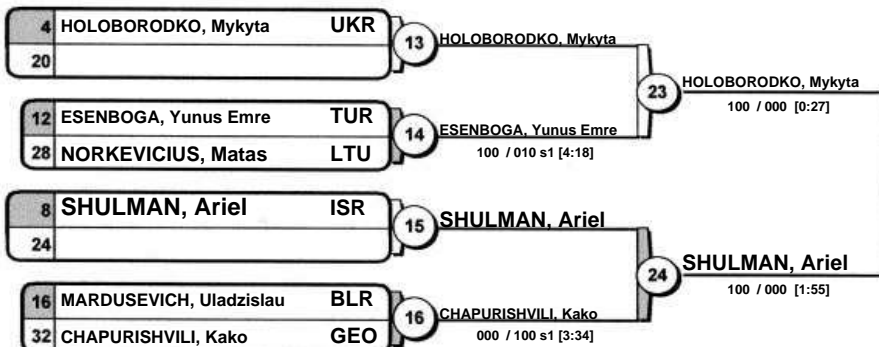 4 HOLOBORODKO, Mykyta UKR
20
13
HOLOBORODKO, Mykyta
12 ESENBOGA, Yunus Emre TUR
28 NORKEVICIUS, Matas LTU
14
ESENBOGA, Yunus Emre
100 / 010 s1 [4:18]
23
HOLOBORODKO, Mykyta
100 / 000 [0:27]
8 SHULMAN, Ariel ISR
24
15
SHULMAN, Ariel
16 MARDUSEVICH, Uladzislau BLR
32 CHAPURISHVILI, Kako GEO
16
CHAPURISHVILI, Kako
000 / 100 s1 [3:34]
24
SHULMAN, Ariel
100 / 000 [1:55]